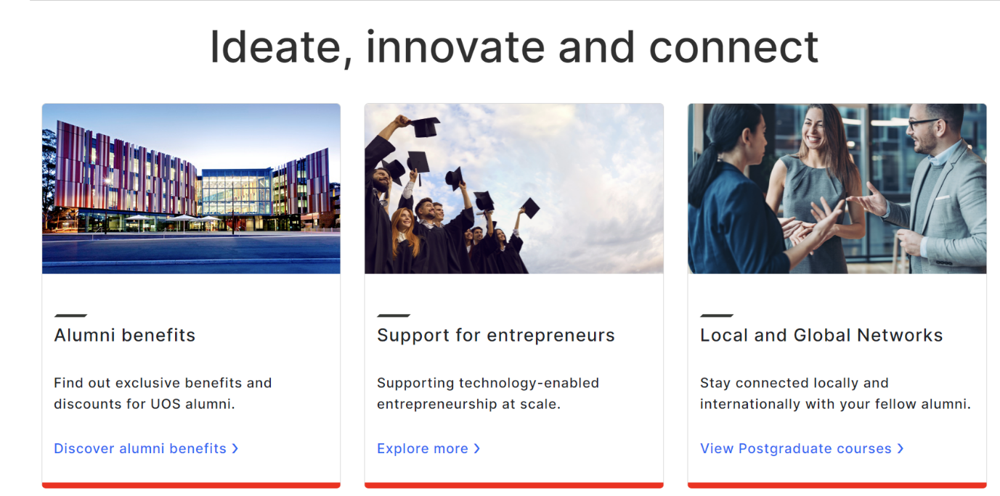 Ideate, innovate and connect
Alumni benefits
Find out exclusive benefits and
discounts for UOS alumni.
Discover alumni benefits
Support for entrepreneurs
Supporting technology-enabled
entrepreneurship at scale.
Explore more
Local and Global Networks
Stay connected locally and
internationally with your fellow alumni.
View Postgraduate courses